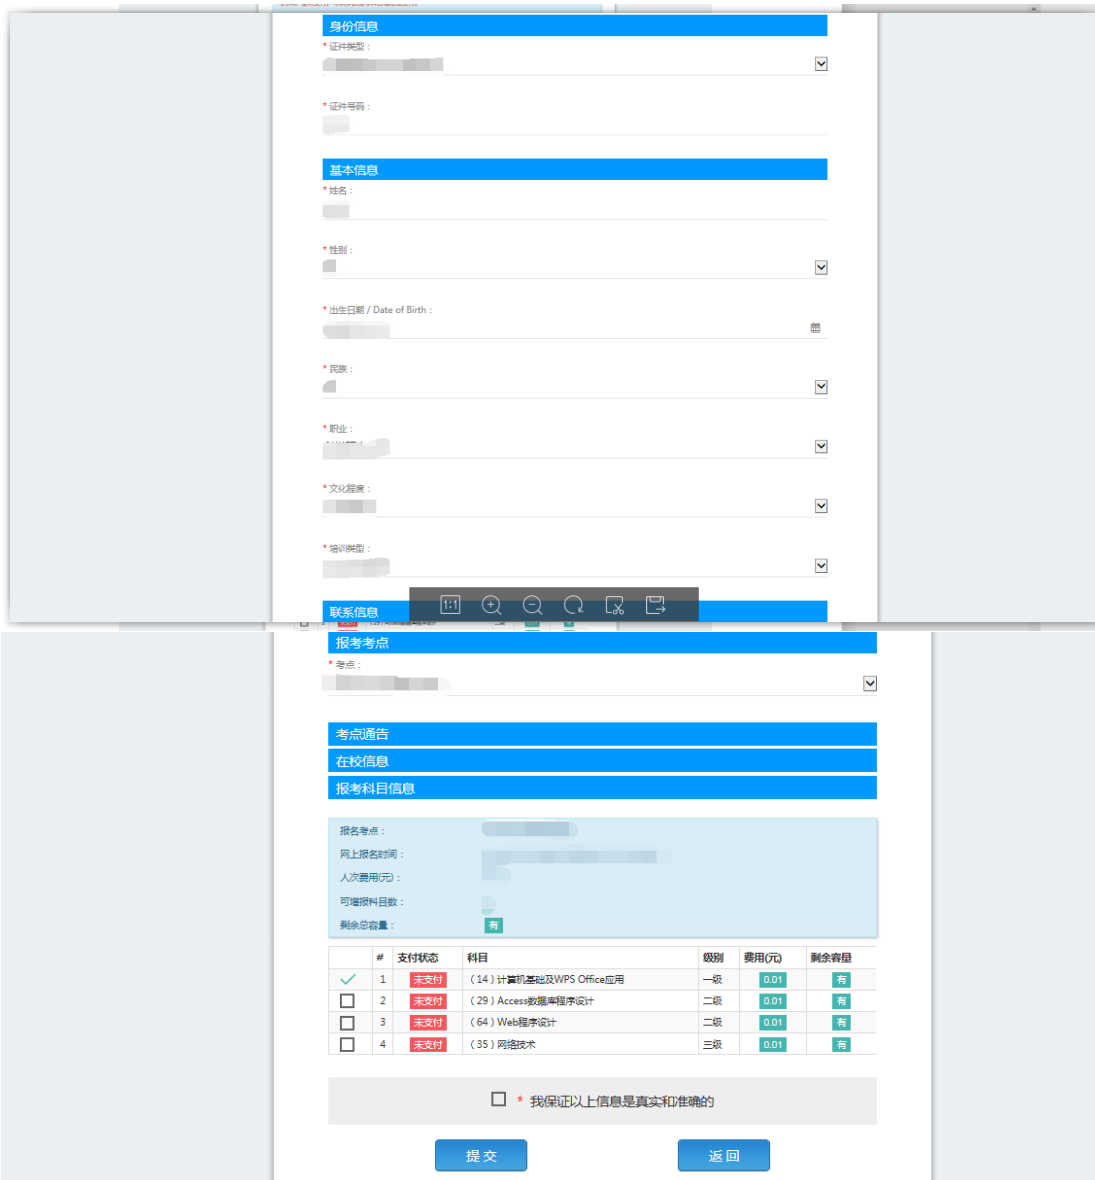 身份信息
* 证件类型：
* 证件号码：
基本信息
* 姓名：
* 性别：
* 出生日期 / Date of Birth：
* 民族：
* 职业：
* 文化程度：
* 培训类型：
联系信息
1:1
报考考点
* 考点：
考点通告
在校信息
报考科目信息
报名考点：
网上报名时间：
人次费用(元)：
可增报科目数：
剩余总容量： 有
# 支付状态 科目 级别 费用(元) 剩余容量
1 未支付 （14）计算机基础及WPS Office应用 一级 0.01 有
2 未支付 （29）Access数据库程序设计 二级 0.01 有
3 未支付 （64）Web程序设计 二级 0.01 有
4 未支付 （35）网络技术 三级 0.01 有
* 我保证以上信息是真实和准确的
提交 返回